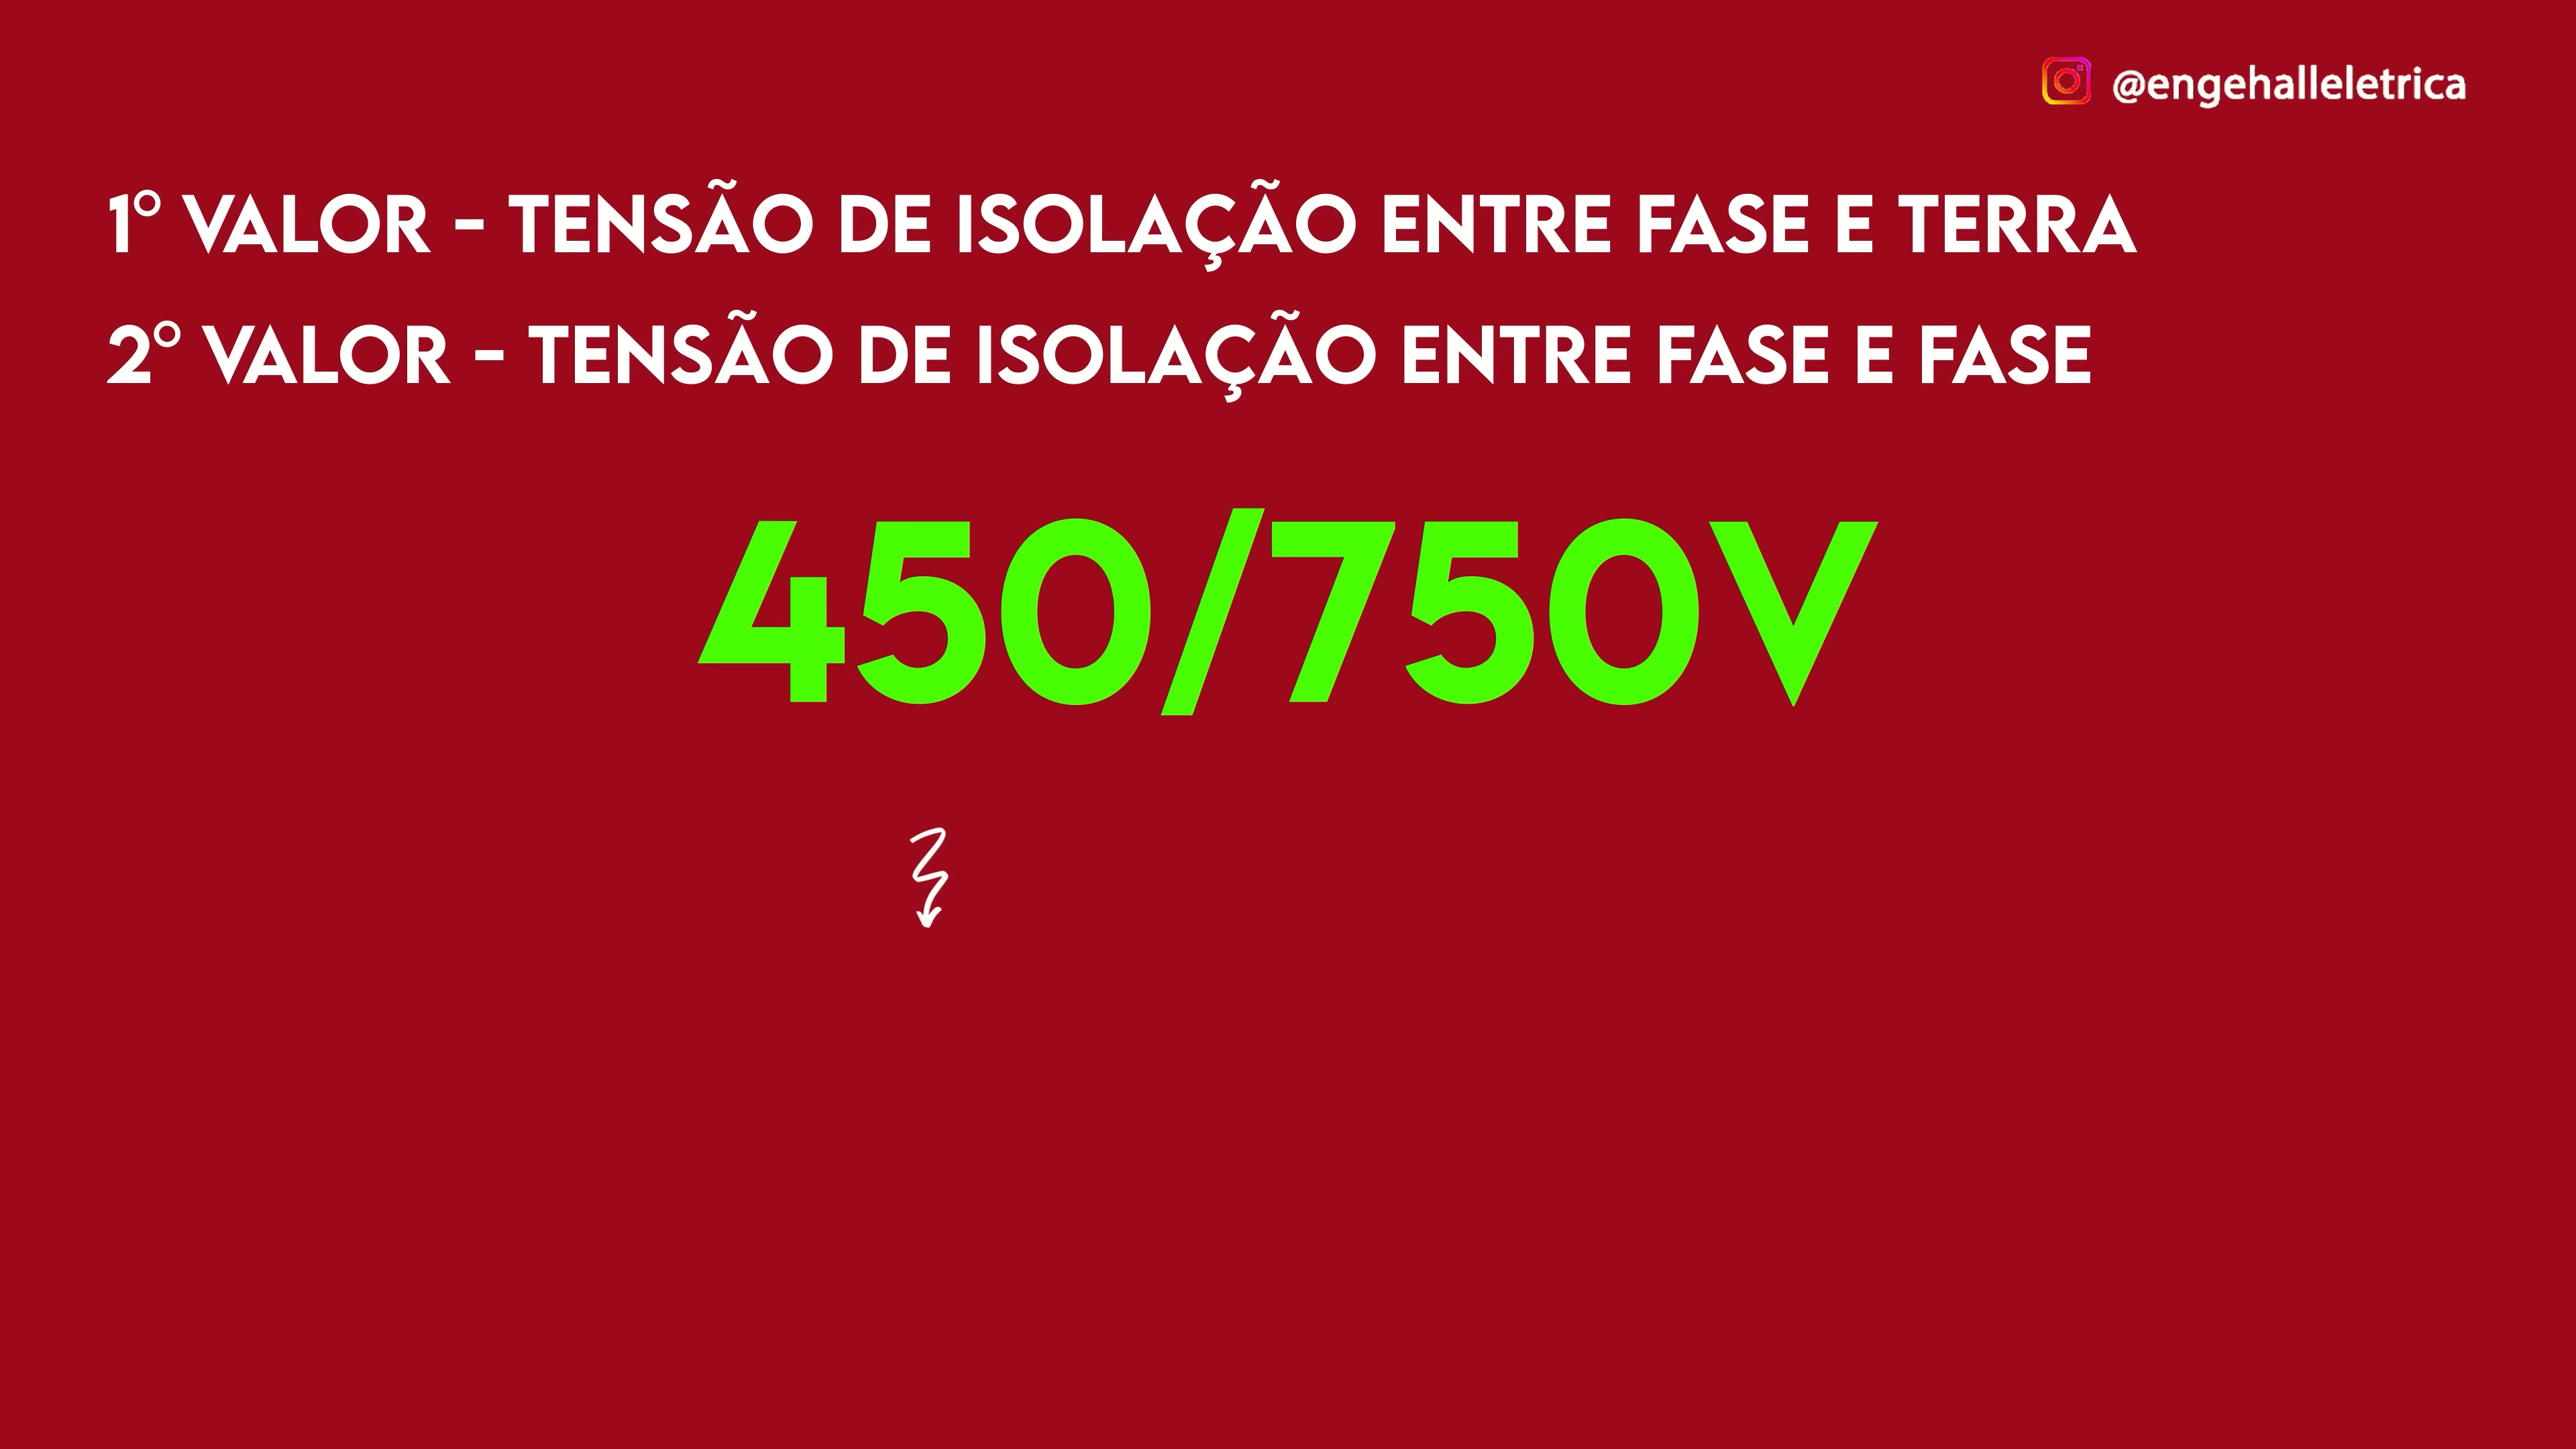 @engehalleletrica
1° VALOR - TENSÃO DE ISOLAÇÃO ENTRE FASE E TERRA
2° VALOR - TENSÃO DE ISOLAÇÃO ENTRE FASE E FASE
450/750V